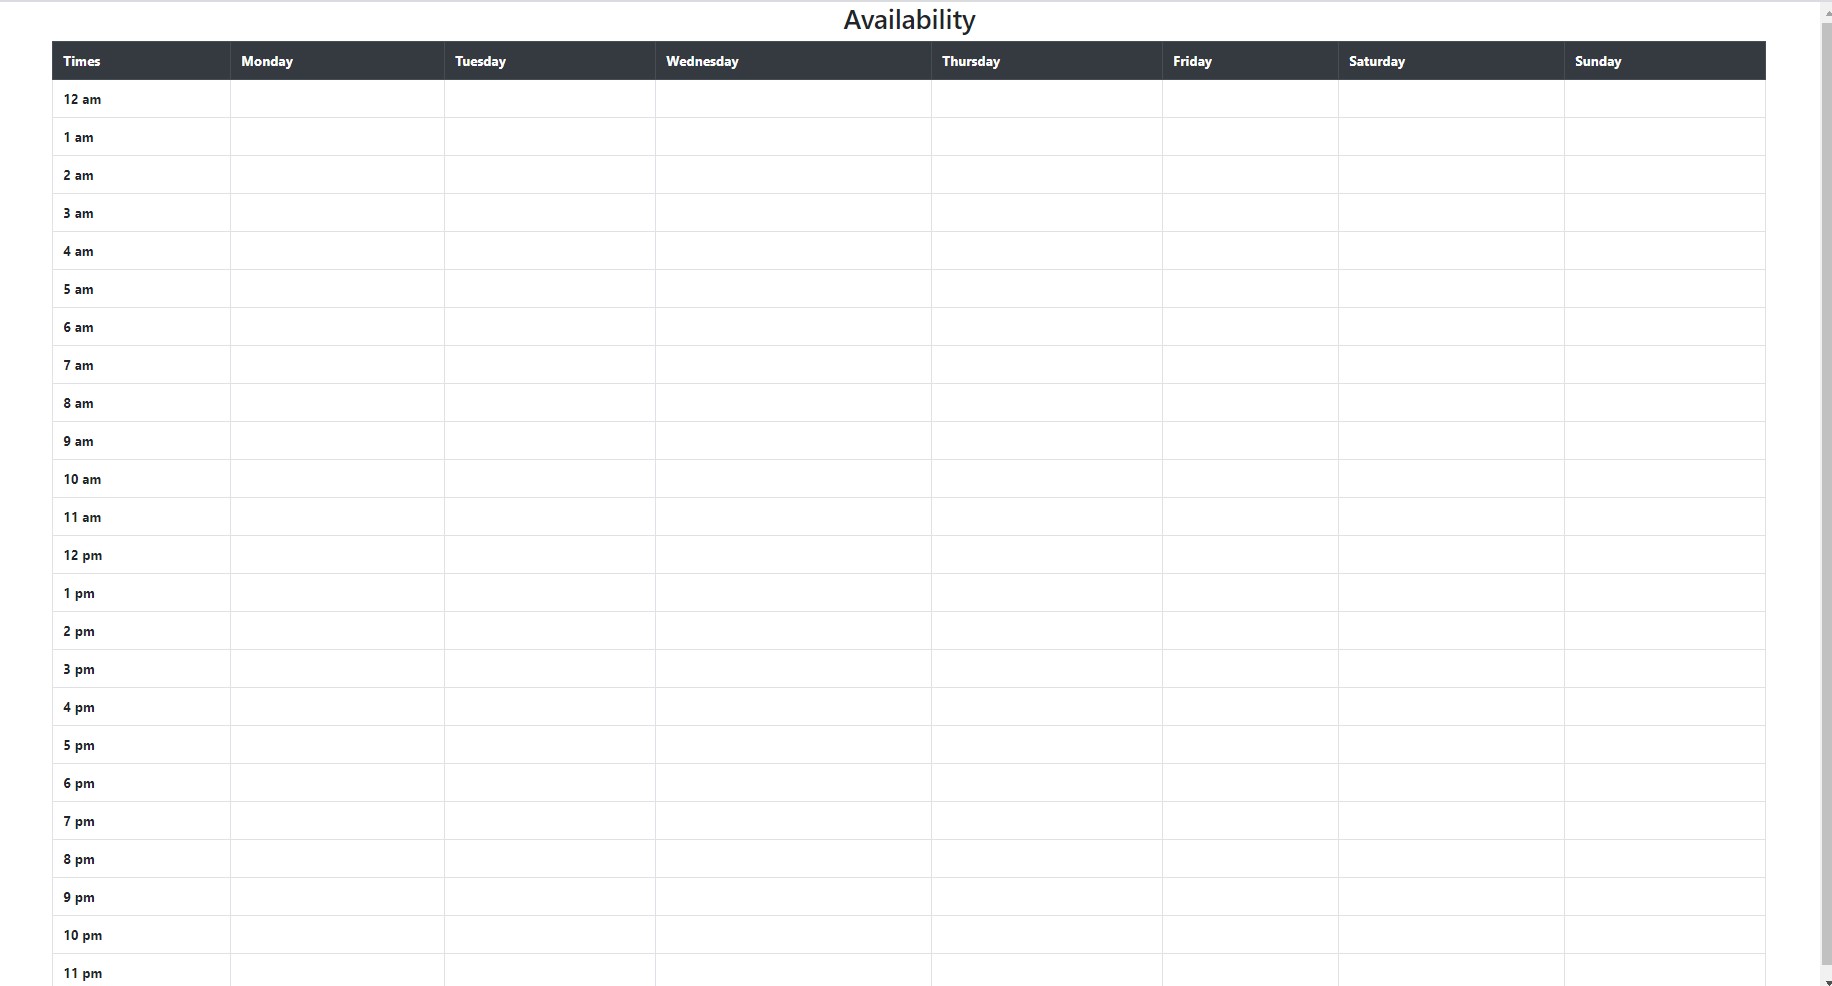 Availability
Times Monday Tuesday Wednesday Thursday Friday Saturday Sunday
12 am
1 am
2 am
3 am
4 am
5 am
6 am
7 am
8 am
9 am
10 am
11 am
12 pm
1 pm
2 pm
3 pm
4 pm
5 pm
6 pm
7 pm
8 pm
9 pm
10 pm
11 pm